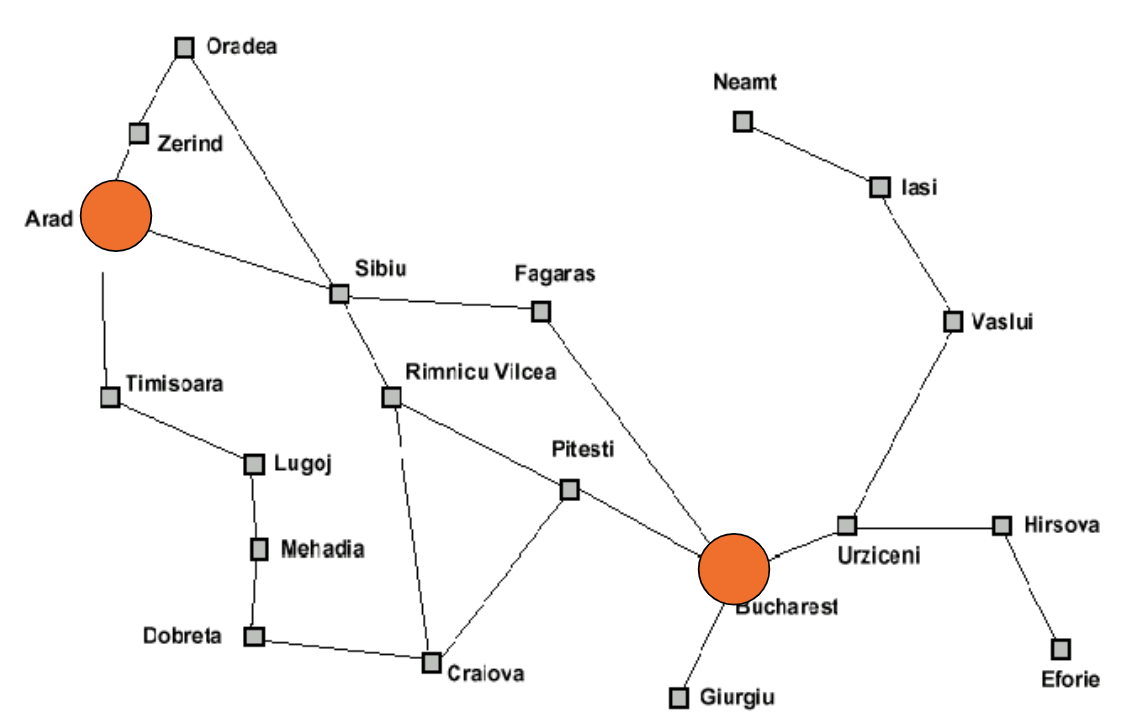 Oradea
Neamt
Zerind
Iasi
Arad
Sibiu
Fagaras
Vaslui
Rimnicu Vilcea
Timisoara
Pitesti
Lugoj
Hirsova
Mehadia
Urziceni
Bucharest
Dobreta
Craiova
Eforie
Giurgiu